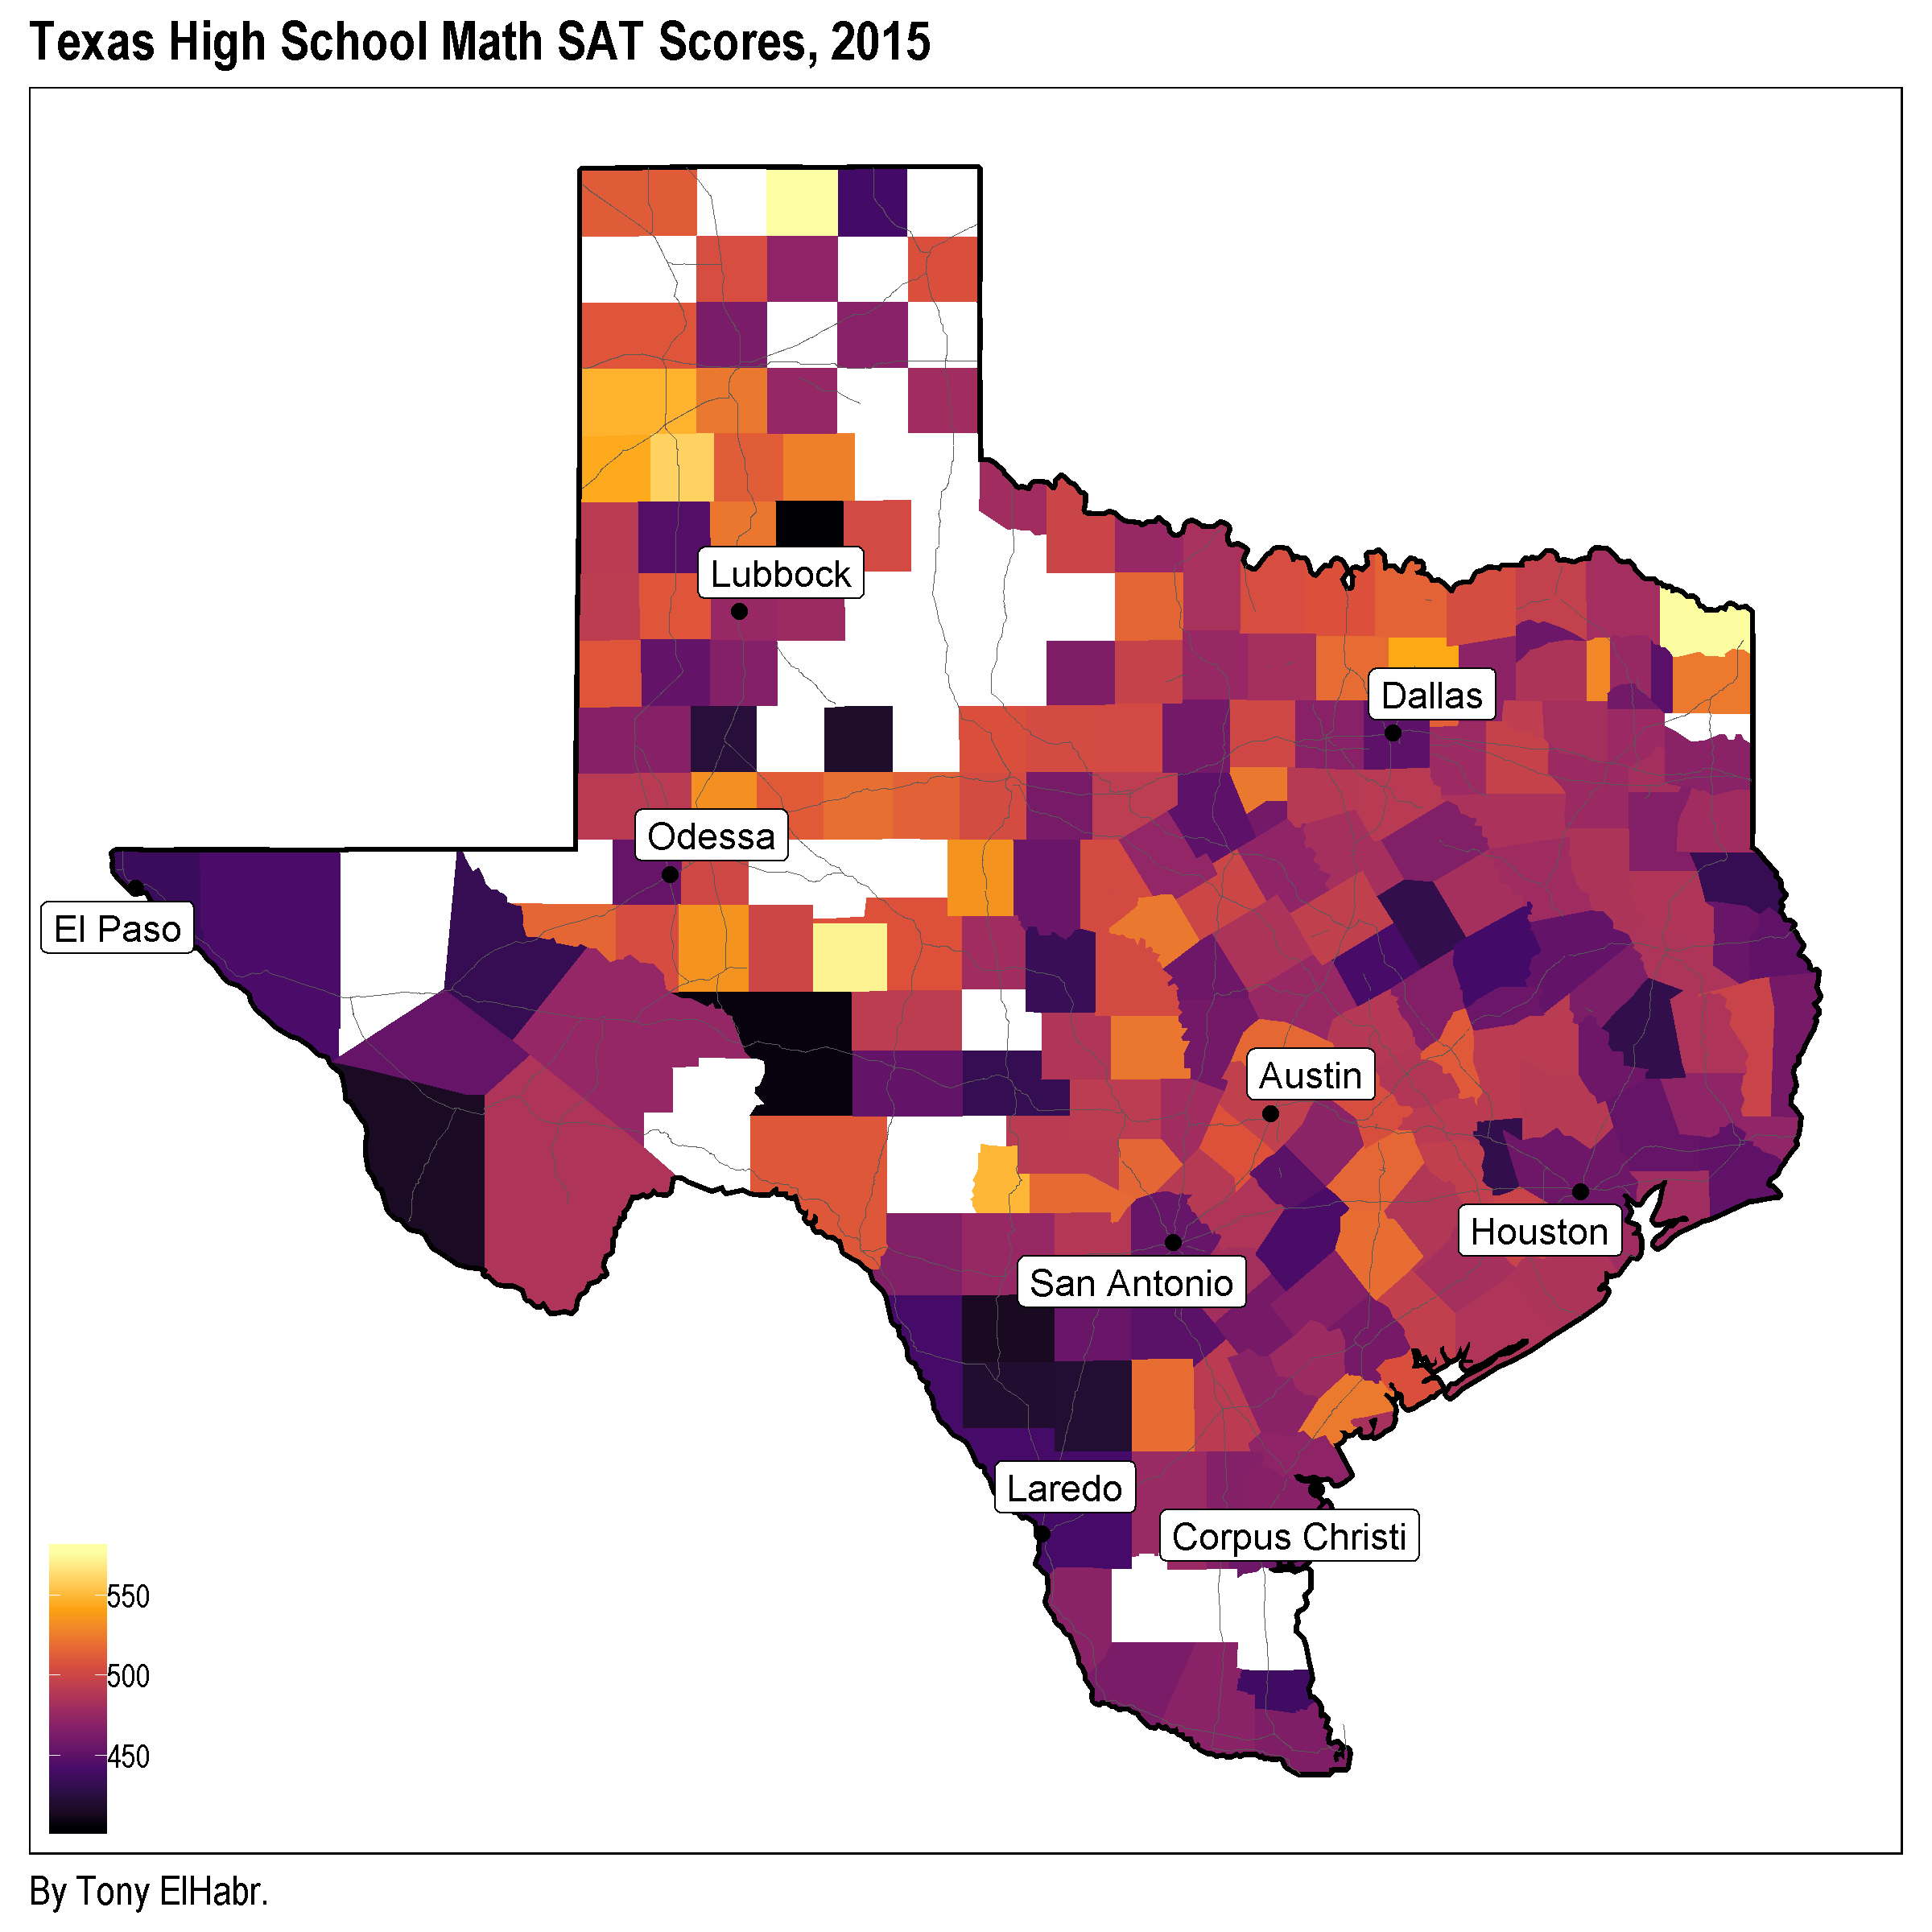 Texas High School Math SAT Scores, 2015
Lubbock
Dallas
Odessa
El Paso
Austin
Houston
San Antonio
Laredo
Corpus Christi
550
500
450
By Tony ElHabr.